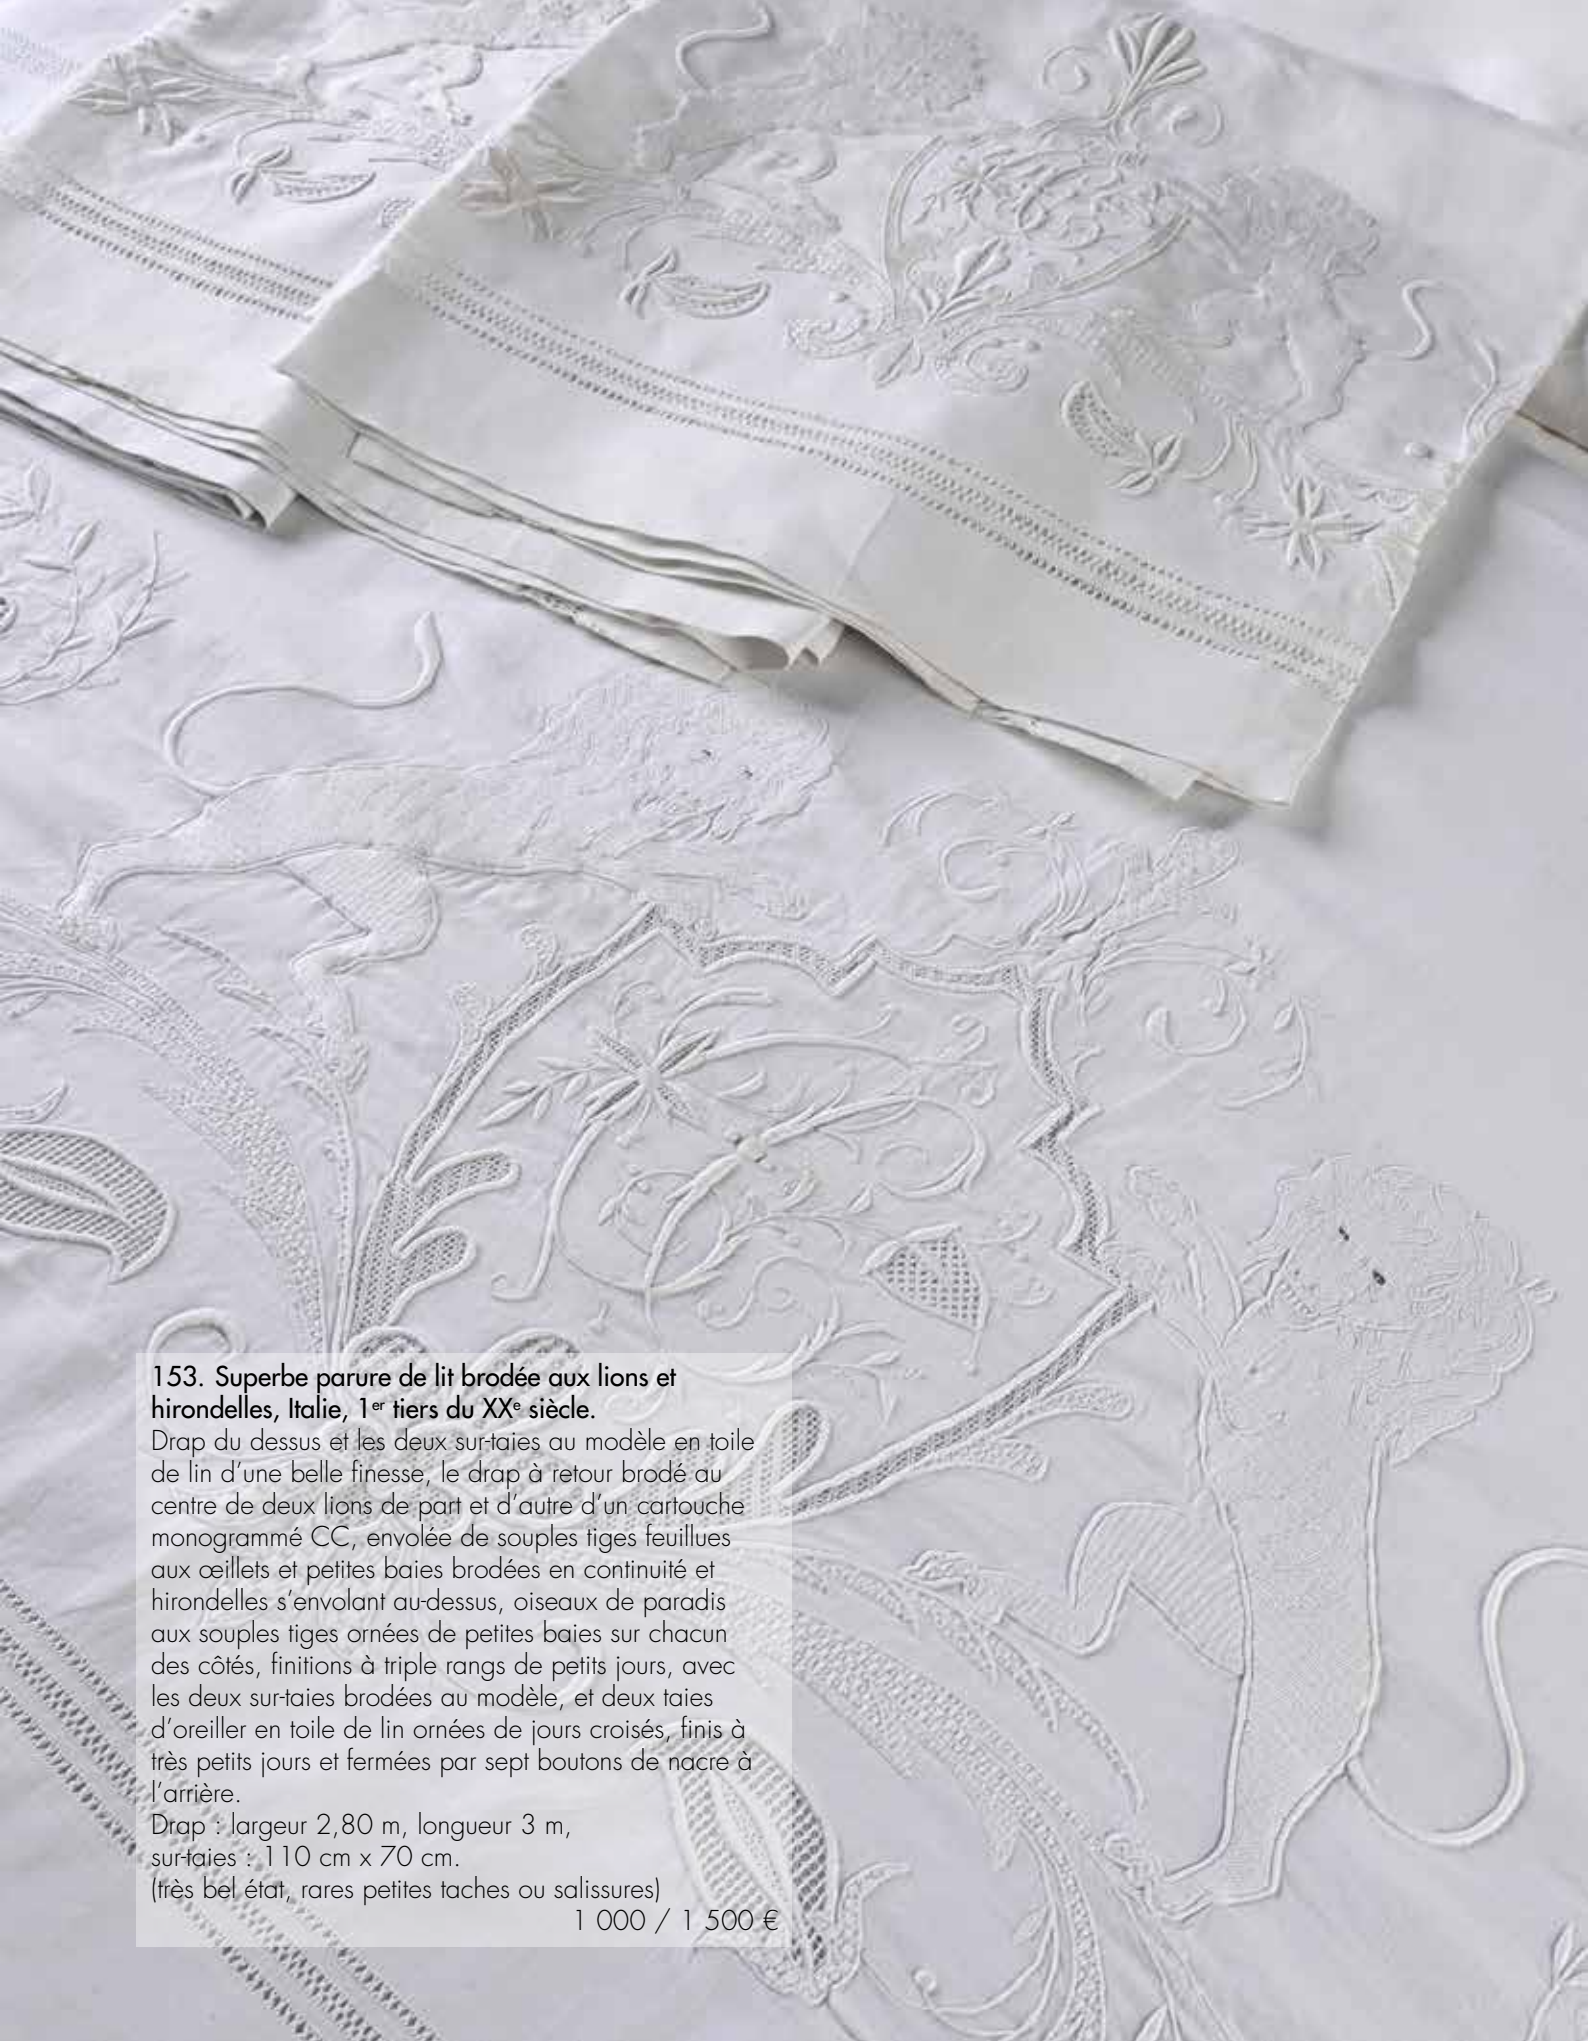 153. Superbe parure de lit brodée aux lions et
hirondelles, Italie, 1er tiers du XXe siècle.
Drap du dessus et les deux sur-taies au modèle en toile
de lin d'une belle finesse, le drap à retour brodé au
centre de deux lions de part et d'autre d'un cartouche
monogrammé CC, envolée de souples tiges feuillues
aux œillets et petites baies brodées en continuité et
hirondelles s'envolant au-dessus, oiseaux de paradis
aux souples tiges ornées de petites baies sur chacun
des côtés, finitions à triple rangs de petits jours, avec
les deux sur-taies brodées au modèle, et deux taies
d'oreiller en toile de lin ornées de jours croisés, finis à
très petits jours et fermées par sept boutons de nacre à
l'arrière.
Drap : largeur 2,80 m, longueur 3 m,
sur-taies : 110 cm x 70 cm.
(très bel état, rares petites taches ou salissures)
1 000 / 1 500 €